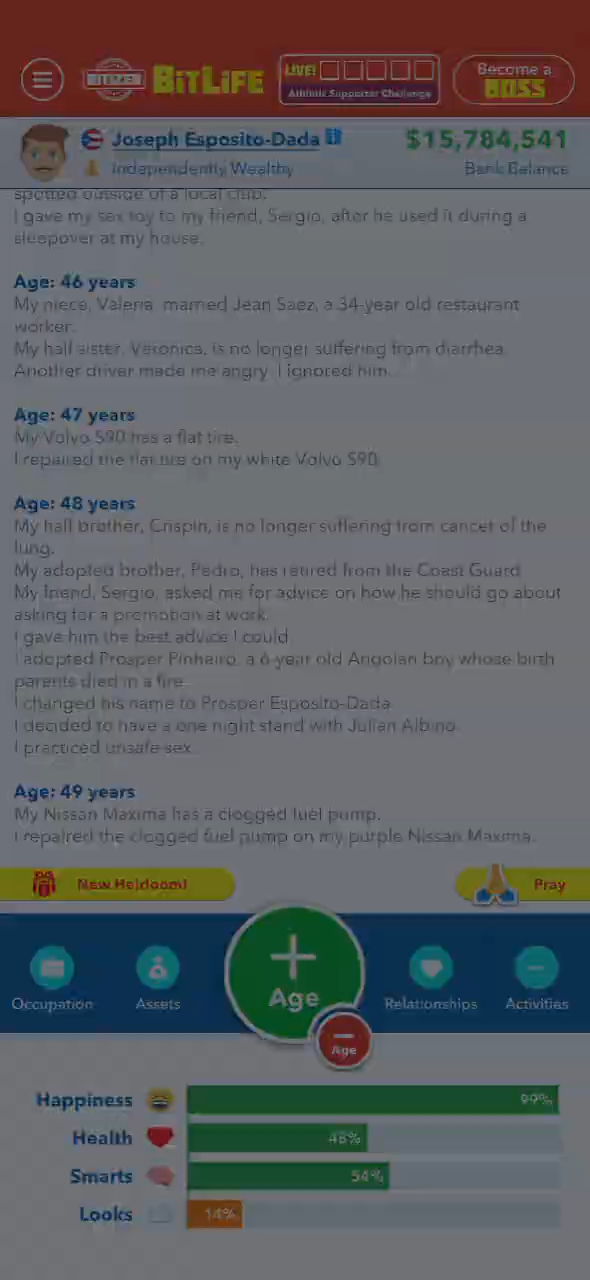 BITIZEN
BitLife
LIVE!
Athletic Supporter Challenge
Become a
BOSS
Joseph Esposito-Dada
$15,784,541
Independently Wealthy
Bank Balance
spotted outside of a local club.
I gave my sex toy to my friend, Sergio, after he used it during a
sleepover at my house.
Age: 46 years
My niece, Valeria, married Jean Saez, a 34-year old restaurant
worker.
My half sister, Veronica, is no longer suffering from diarrhea.
Another driver made me angry. I ignored him.
Age: 47 years
My Volvo S90 has a flat tire.
I repaired the flat tire on my white Volvo S90.
Age: 48 years
My half brother, Crispin, is no longer suffering from cancer of the
lung.
My adopted brother, Pedro, has retired from the Coast Guard.
My friend, Sergio, asked me for advice on how he should go about
asking for a promotion at work.
I gave him the best advice I could.
I adopted Prosper Pinheiro, a 6-year old Angolan boy whose birth
parents died in a fire.
I changed his name to Prosper Esposito-Dada.
I decided to have a one night stand with Julian Albino.
I practiced unsafe sex.
Age: 49 years
My Nissan Maxima has a clogged fuel pump.
I repaired the clogged fuel pump on my purple Nissan Maxima.
New Heirloom!
Pray
Occupation
Assets
Age
Relationships
Activities
Age
Happiness
99%
Health
48%
Smarts
54%
Looks
14%